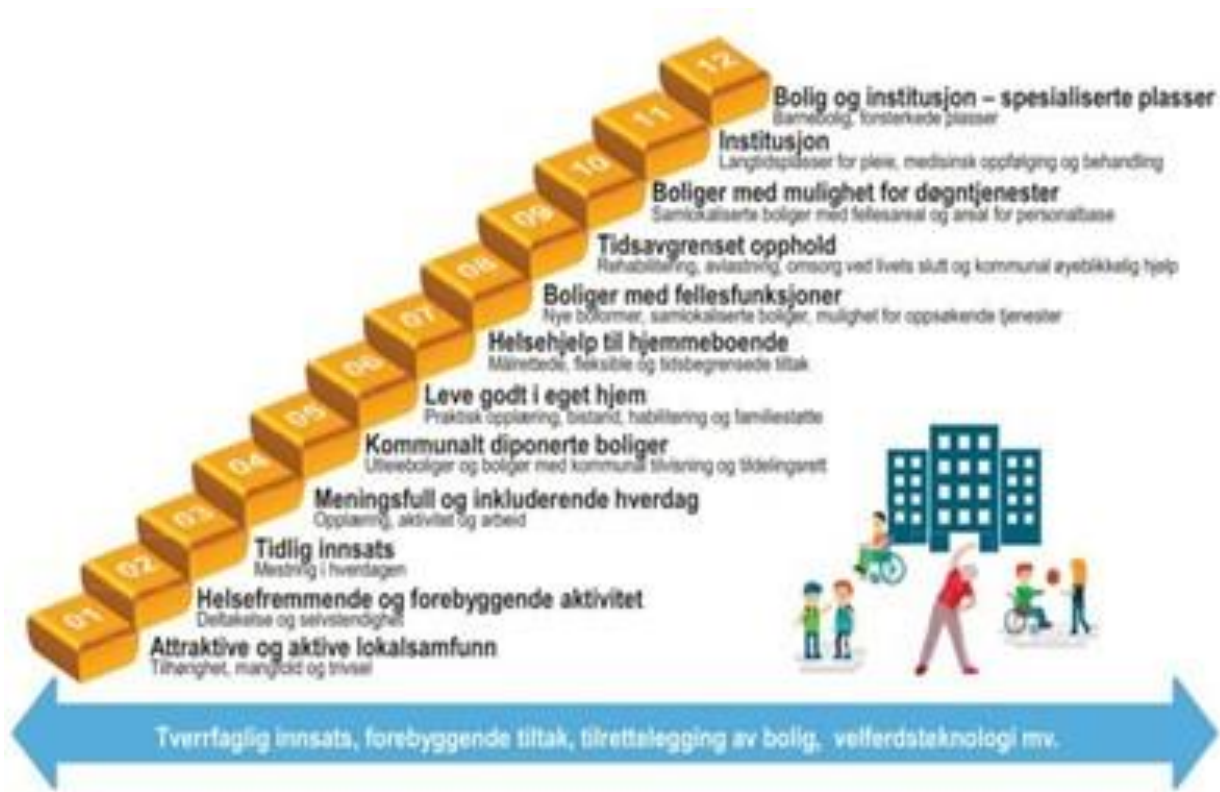 12
Bolig og institusjon – spesialiserte plasser
Barnebolig, forsterkede plasser
11
Institusjon
Langtidsplasser for pleie, medisinsk oppfølging og behandling
10
Boliger med mulighet for døgntjenester
Samlokaliserte boliger med fellesareal og areal for personalbase
09
Tidsavgrenset opphold
Rehabilitering, avlastning, omsorg ved livets slutt og kommunal øyeblikkelig hjelp
08
Boliger med fellesfunksjoner
Nye boformer, samlokaliserte boliger, mulighet for oppsøkende tjenester
07
Helsehjelp til hjemmeboende
Målrettede, fleksible og tidsbegrensede tiltak
06
Leve godt i eget hjem
Praktisk opplæring, bistand, habilitering og familiestøtte
05
Kommunalt diponerte boliger
Utleieboliger og boliger med kommunal tilvisning og tildelingsrett
04
Meningsfull og inkluderende hverdag
Opplæring, aktivitet og arbeid
03
Tidlig innsats
Mestring i hverdagen
02
Helsefremmende og forebyggende aktivitet
Deltakelse og selvstendighet
01
Attraktive og aktive lokalsamfunn
Tilhørighet, mangfold og trivsel
Tverrfaglig innsats, forebyggende tiltak, tilrettelegging av bolig, velferdsteknologi mv.